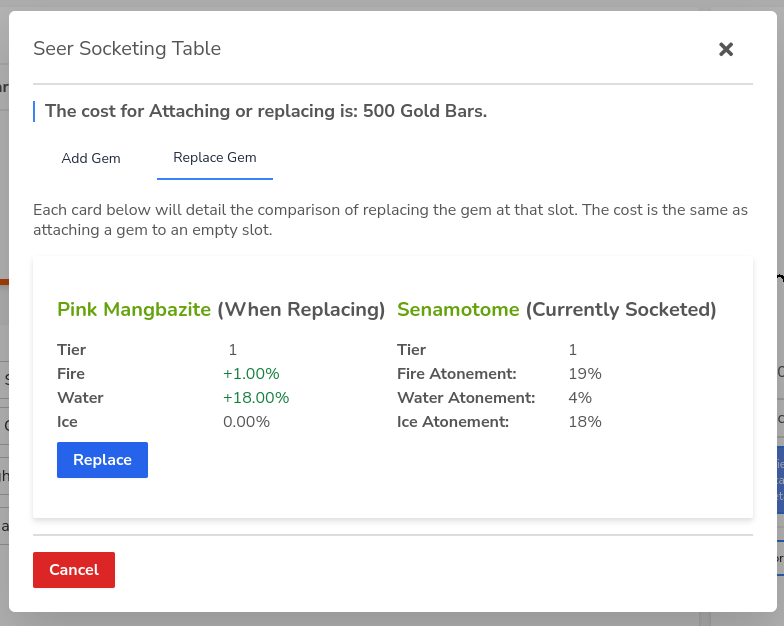 Seer Socketing Table
The cost for Attaching or replacing is: 500 Gold Bars.
Add Gem
Replace Gem
Each card below will detail the comparison of replacing the gem at that slot. The cost is the same as
attaching a gem to an empty slot.
Pink Mangbazite (When Replacing)
Tier 1
Fire +1.00%
Water +18.00%
Ice 0.00%
Replace
Senamotome (Currently Socketed)
Tier 1
Fire Atonement: 19%
Water Atonement: 4%
Ice Atonement: 18%
Cancel